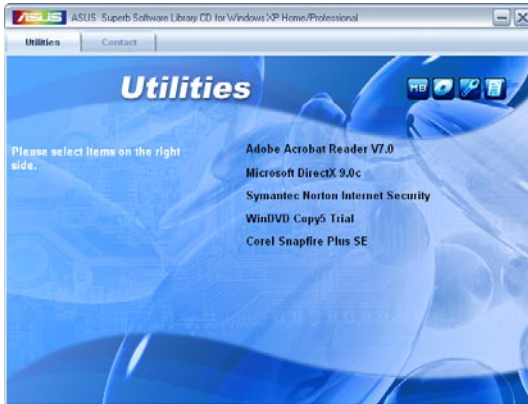 ASUS Superb Software Library CD for Windows XP Home/Professional
Utilities
Contact
Utilities
MB
Please select items on the right
side.
Adobe Acrobat Reader V7.0
Microsoft DirectX 9.0c
Symantec Norton Internet Security
WinDVD Copy5 Trial
Corel Snapfire Plus SE